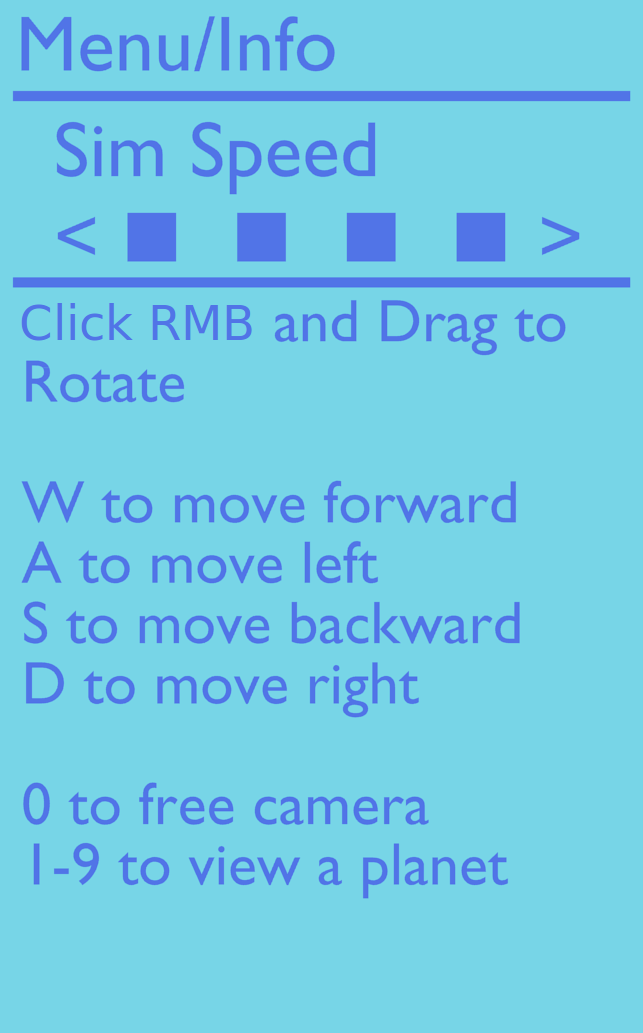 Menu/Info
Sim Speed
< ■ ■ ■ ■ >
Click RMB and Drag to
Rotate
W to move forward
A to move left
S to move backward
D to move right
0 to free camera
1-9 to view a planet